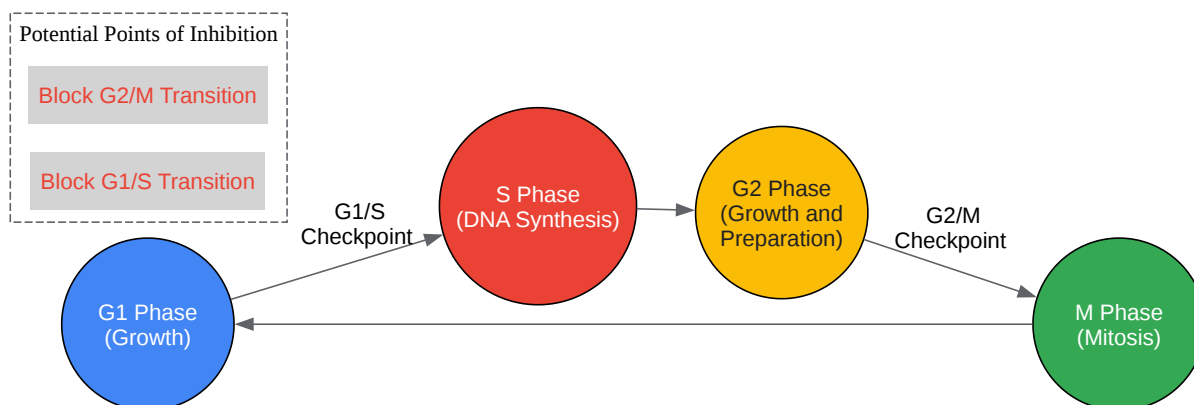 Potential Points of Inhibition
Block G2/M Transition
Block G1/S Transition
G1/S
Checkpoint
S Phase
(DNA Synthesis)
G2 Phase
(Growth and
Preparation)
G2/M
Checkpoint
G1 Phase
(Growth)
M Phase
(Mitosis)